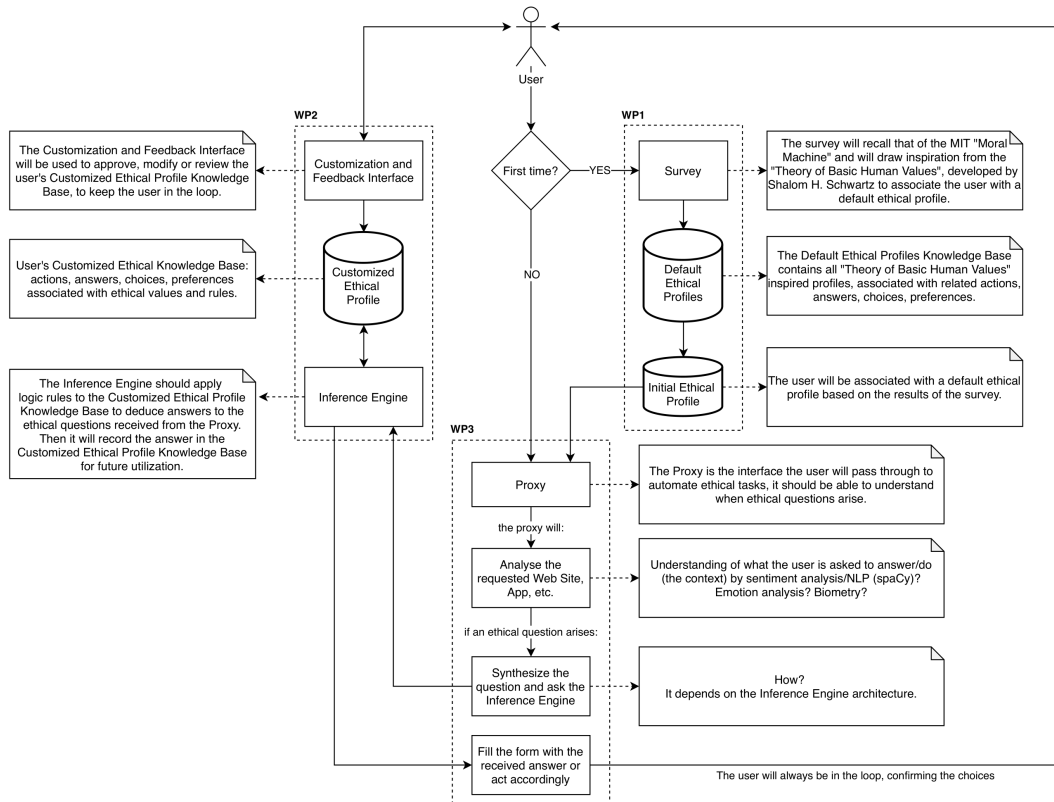 User
WP2
The Customization and Feedback Interface
will be used to approve, modify or review the
user's Customized Ethical Profile Knowledge
Base, to keep the user in the loop.
Customization and
Feedback Interface
User's Customized Ethical Knowledge Base:
actions, answers, choices, preferences
associated with ethical values and rules.
Customized
Ethical
Profile
The Inference Engine should apply
logic rules to the Customized Ethical Profile
Knowledge Base to deduce answers to the
ethical questions received from the Proxy.
Then it will record the answer in the
Customized Ethical Profile Knowledge Base
for future utilization.
Inference Engine
First time?
YES
NO
WP1
Survey
The survey will recall that of the MIT "Moral
Machine" and will draw inspiration from the
"Theory of Basic Human Values", developed by
Shalom H. Schwartz to associate the user with a
default ethical profile.
Default
Ethical
Profiles
The Default Ethical Profiles Knowledge Base
contains all "Theory of Basic Human Values"
inspired profiles, associated with related actions,
answers, choices, preferences.
Initial Ethical
Profile
The user will be associated with a default ethical
profile based on the results of the survey.
WP3
Proxy
The Proxy is the interface the user will pass through to
automate ethical tasks, it should be able to understand
when ethical questions arise.
the proxy will:
Analyse the
requested Web Site,
App, etc.
Understanding of what the user is asked to answer/do
(the context) by sentiment analysis/NLP (spaCy)?
Emotion analysis? Biometry?
if an ethical question arises:
Synthesize the
question and ask the
Inference Engine
How?
It depends on the Inference Engine architecture.
Fill the form with the
received answer or
act accordingly
The user will always be in the loop, confirming the choices